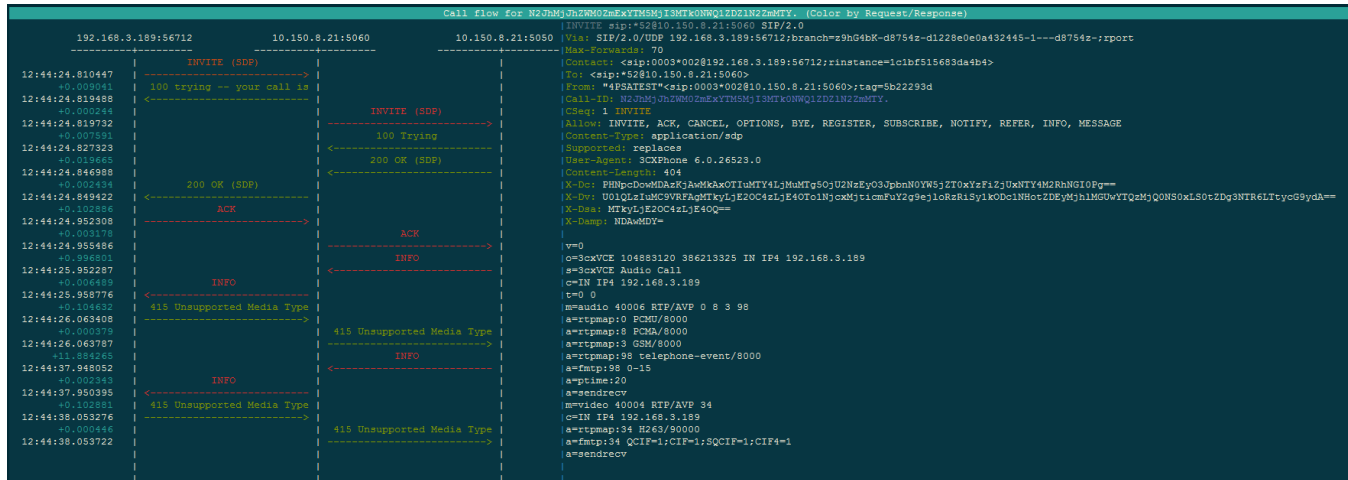 Call flow for N2JhMjJhZWM0ZmExYTM5MjI3MTk0NWQ1ZDZlN2ZmMTY. (Color by Request/Response)
192.168.3.189:56712 10.150.8.21:5060 10.150.8.21:5050
INVITE (SDP)
12:44:24.810447
+0.009041 100 trying -- your call is
12:44:24.819488
+0.000244 INVITE (SDP)
12:44:24.819732
+0.007591 100 Trying
12:44:24.827323
+0.019665 200 OK (SDP)
12:44:24.846988
+0.002434 200 OK (SDP)
12:44:24.849422
+0.102886 ACK
12:44:24.952308
+0.003178 ACK
12:44:24.955486
+0.996801 INFO
12:44:25.952287
+0.006489 INFO
12:44:25.958776
+0.104632 415 Unsupported Media Type
12:44:26.063408
+0.000379 415 Unsupported Media Type
12:44:26.063787
+11.884265 INFO
12:44:37.948052
+0.002343 INFO
12:44:37.950395
+0.102881 415 Unsupported Media Type
12:44:38.053276
+0.000446 415 Unsupported Media Type
12:44:38.053722
INVITE sip:*52@10.150.8.21:5060 SIP/2.0
Via: SIP/2.0/UDP 192.168.3.189:56712;branch=z9hG4bK-d8754z-d1228e0e0a432445-1---d8754z-;rport
Max-Forwards: 70
Contact: <sip:0003*002@192.168.3.189:56712;rinstance=1c1bf515683da4b4>
To: <sip:*52@10.150.8.21:5060>
From: "4PSATEST"<sip:0003*002@10.150.8.21:5060>;tag=5b22293d
Call-ID: N2JhMjJhZWM0ZmExYTM5MjI3MTk0NWQ1ZDZlN2ZmMTY.
CSeq: 1 INVITE
Allow: INVITE, ACK, CANCEL, OPTIONS, BYE, REGISTER, SUBSCRIBE, NOTIFY, REFER, INFO, MESSAGE
Content-Type: application/sdp
Supported: replaces
User-Agent: 3CXPhone 6.0.26523.0
Content-Length: 404
X-Dc:
X-Dv:
X-Dsa: MTkyLjE2OC4zLjE4OQ==
X-Damp: NDAwMDY=
v=0
o=3cxVCE 104883120 386213325 IN IP4 192.168.3.189
s=3cxVCE Audio Call
c=IN IP4 192.168.3.189
t=0 0
m=audio 40006 RTP/AVP 0 8 3 98
a=rtpmap:0 PCMU/8000
a=rtpmap:8 PCMA/8000
a=rtpmap:3 GSM/8000
a=rtpmap:98 telephone-event/8000
a=fmtp:98 0-15
a=ptime:20
a=sendrecv
m=video 40004 RTP/AVP 34
c=IN IP4 192.168.3.189
a=rtpmap:34 H263/90000
a=fmtp:34 QCIF=1;CIF=1;SQCIF=1;CIF4=1
a=sendrecv